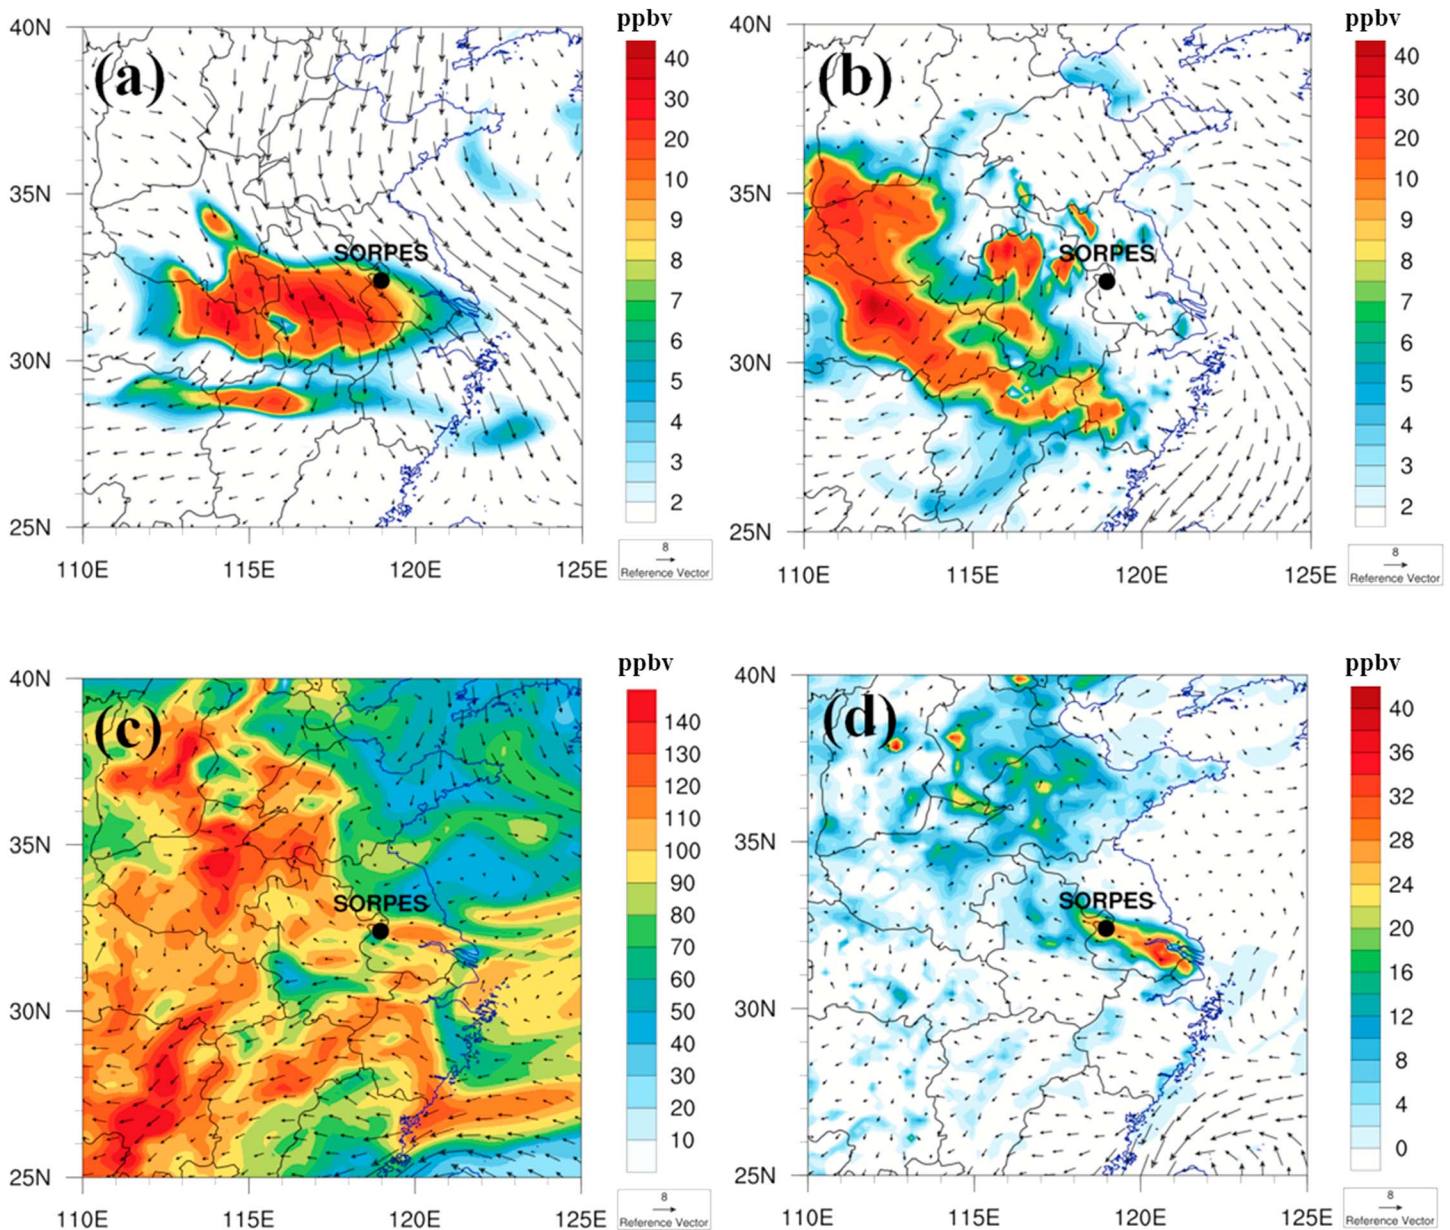 ppbv
ppbv
40N
(a)
40
30
20
10
9
8
7
6
5
4
3
2
35N
SORPES
30N
25N
110E
115E
120E
125E
8
Reference Vector
40N
(b)
40
30
20
10
9
8
7
6
5
4
3
2
35N
SORPES
30N
25N
110E
115E
120E
125E
8
Reference Vector
ppbv
ppbv
40N
(c)
140
130
120
110
100
90
80
70
60
50
40
30
20
10
35N
SORPES
30N
25N
110E
115E
120E
125E
8
Reference Vector
40N
(d)
40
36
32
28
24
20
16
12
8
4
0
35N
SORPES
30N
25N
110E
115E
120E
125E
8
Reference Vector